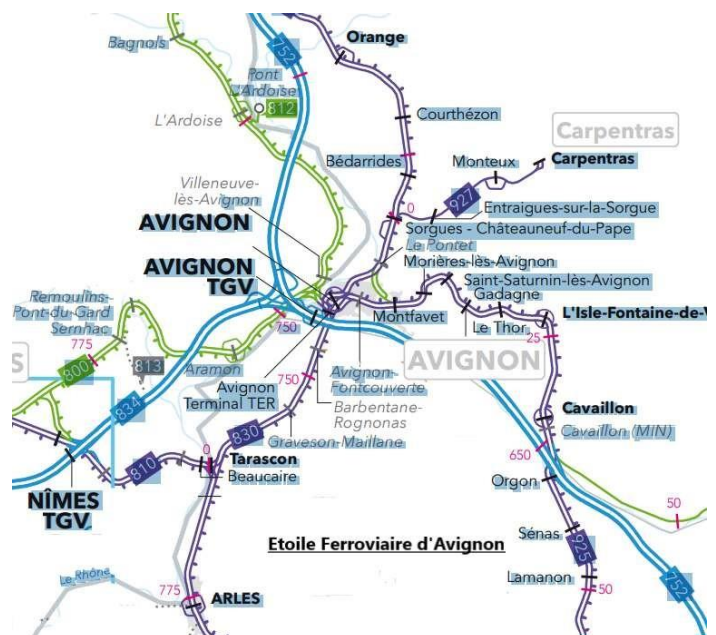 Bagnols
752
Orange
Pont
L'Ardoise
812
L'Ardoise
Courthézon
Carpentras
Bédarrides
Monteux
Carpentras
Villeneuve-
lès-Avignon
0
927
Entraigues-sur-la-Sorgue
AVIGNON
Sorgues - Châteauneuf-du-Pape
Le Pontet
Morières-lès-Avignon
AVIGNON
TGV
Saint-Saturnin-lès-Avignon
Gadagne
Remoulins-
Pont-du-Gard
Sernhac
750
Montfavet
Le Thor
L'Isle-Fontaine-de-V
775
25
800
813
S
Aramon
Avignon-
Fontcouverte
AVIGNON
750
Avignon
Terminal TER
Barbentane-
Rognonas
834
Cavaillon
Cavaillon (MIN)
0
830
Graveson-Maillane
810
Tarascon
Beaucaire
650
Orgon
NÎMES
TGV
50
Sénas
Etoile Ferroviaire d'Avignon
925
Le Rhône
Lamanon
752
50
775
ARLES